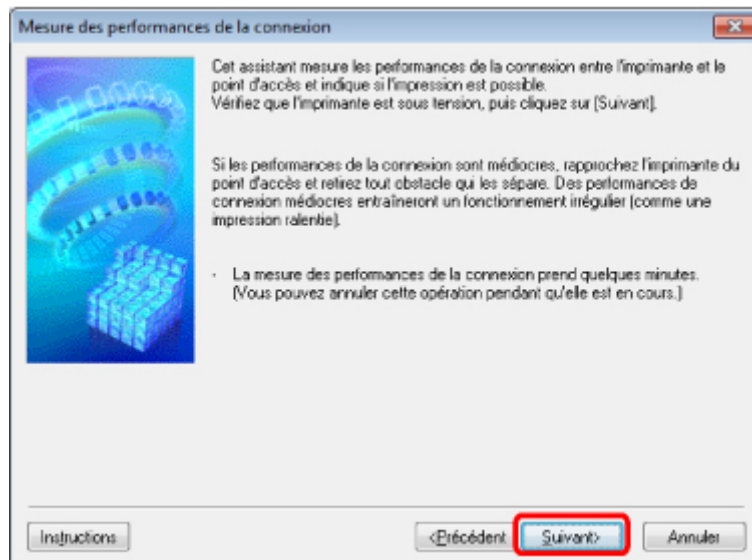 Mesure des performances de la connexion
Cet assistant mesure les performances de la connexion entre l'imprimante et le
point d'accès et indique si l'impression est possible.
Vérifiez que l'imprimante est sous tension, puis cliquez sur [Suivant].
Si les performances de la connexion sont médiocres, rapprochez l'imprimante du
point d'accès et retirez tout obstacle qui les sépare. Des performances de
connexion médiocres entraîneront un fonctionnement irrégulier (comme une
impression ralentie).
· La mesure des performances de la connexion prend quelques minutes.
(Vous pouvez annuler cette opération pendant qu'elle est en cours.)
Instructions <Précédent Suivant> Annuler